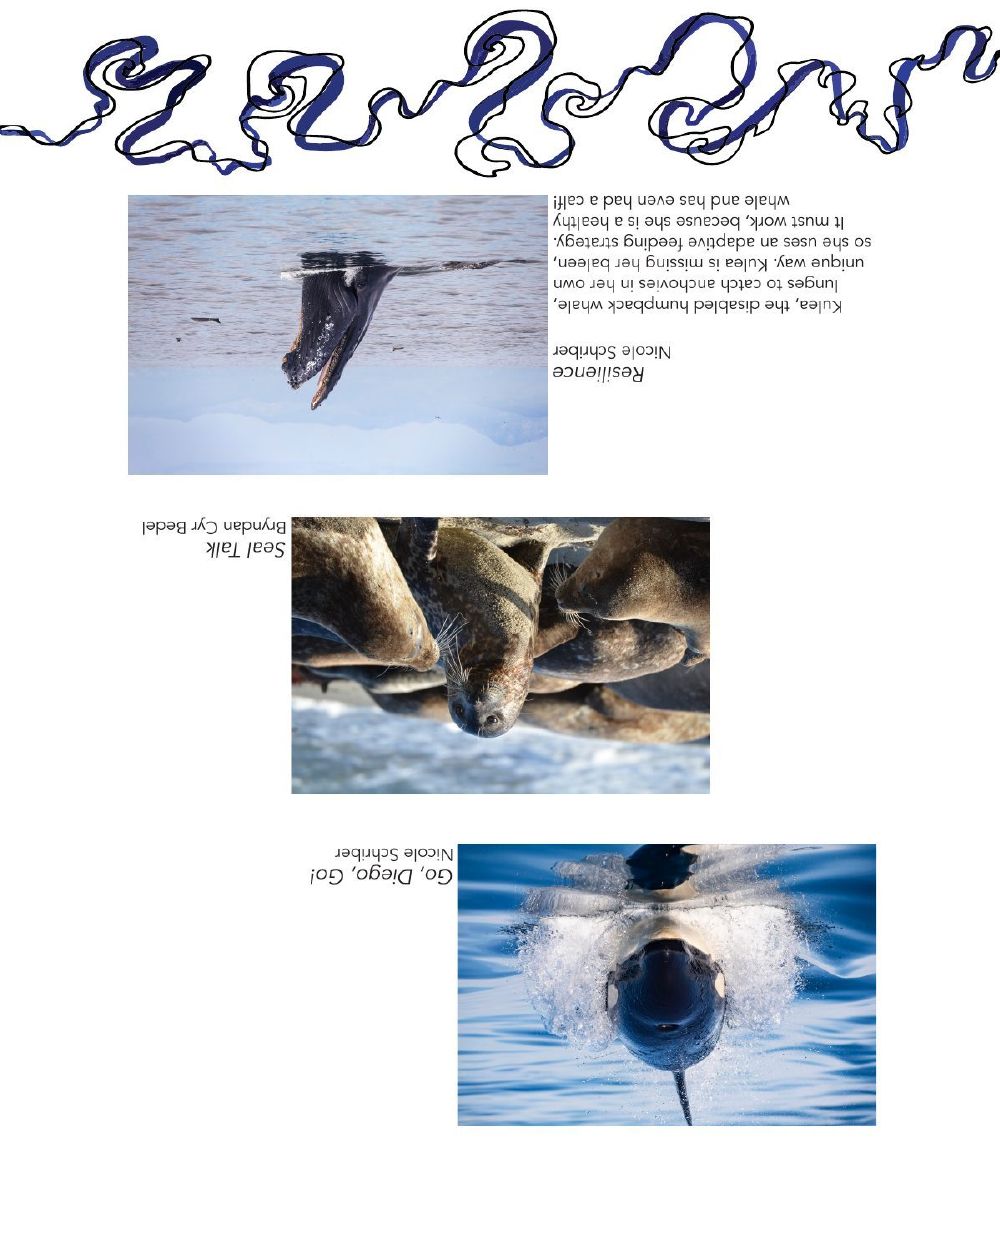 Go, Diego, Go!
Nicole Schriber
Seal Talk
Bryndan Cyr Bedel
Resilience
Nicole Schriber
Kulea, the disabled humpback whale,
lunges to catch anchovies in her own
unique way. Kulea is missing her baleen,
so she uses an adaptive feeding strategy.
It must work, because she is a healthy
whale and has even had a calf!